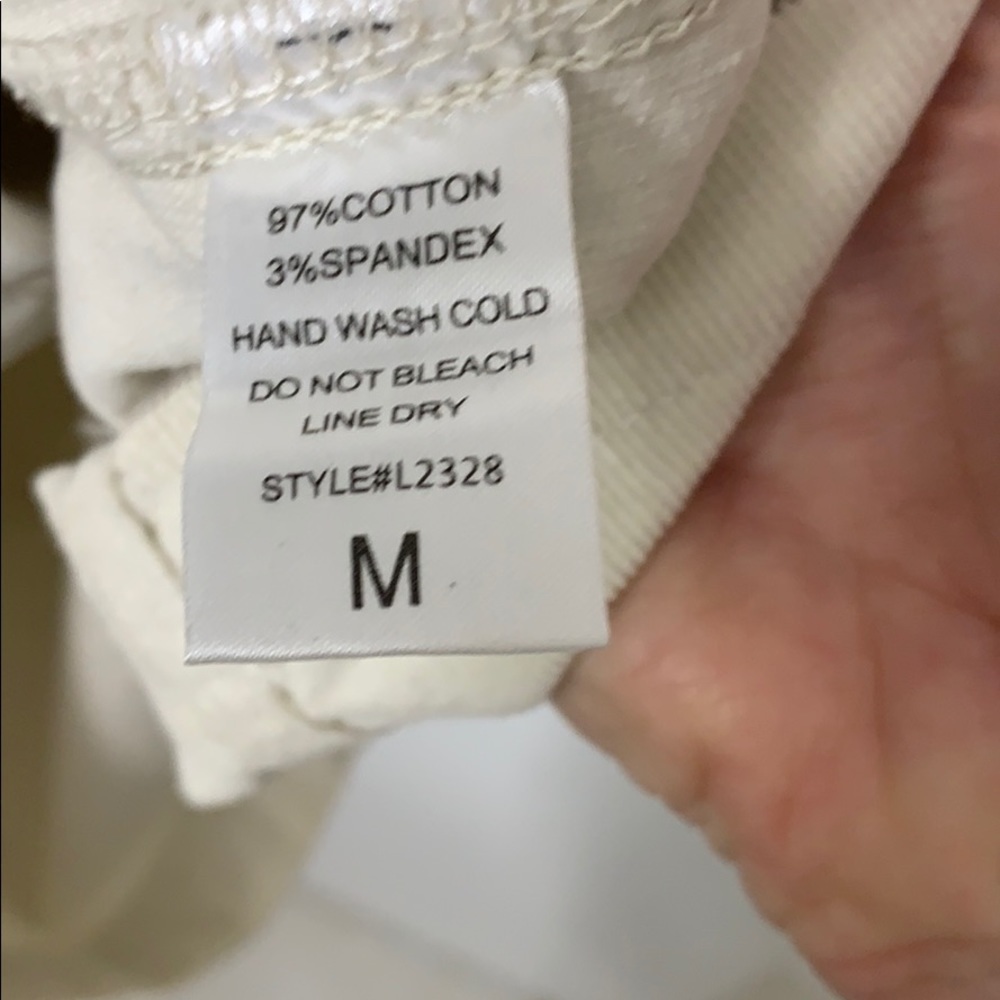 97%COTTON
3%SPANDEX
HAND WASH COLD
DO NOT BLEACH
LINE DRY
STYLE#L2328
M